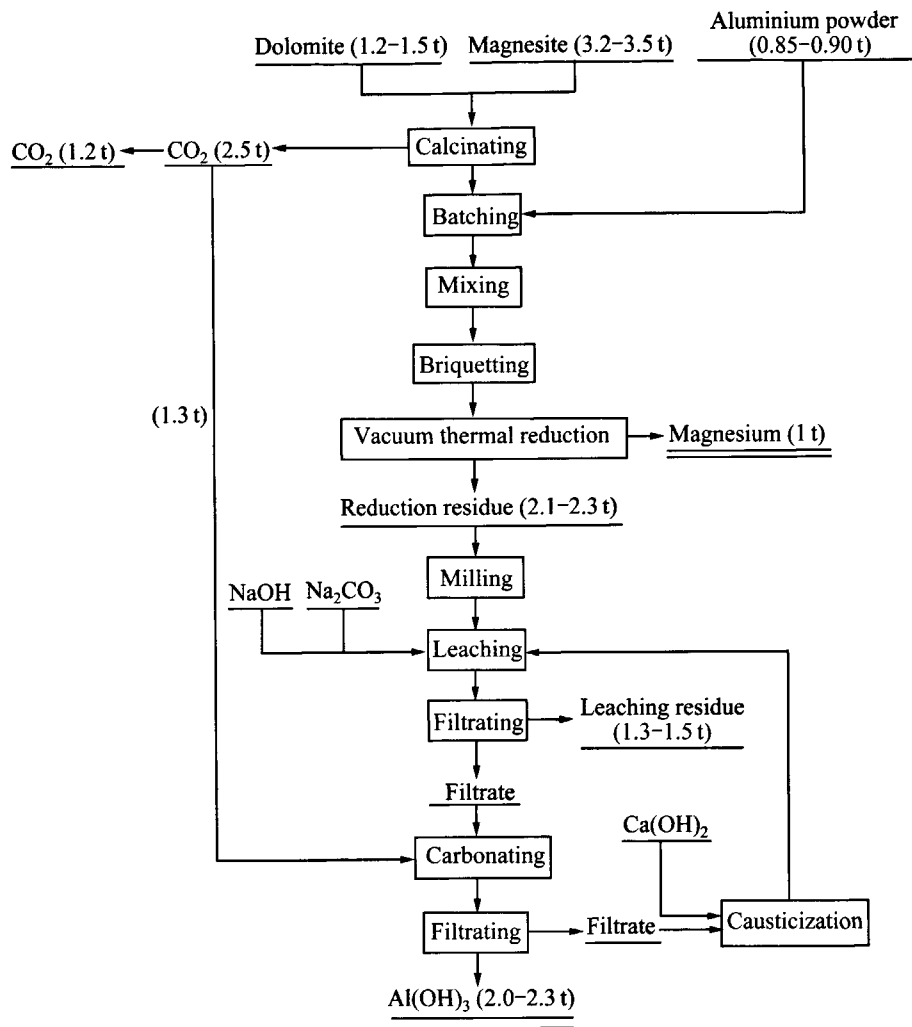 Dolomite (1.2−1.5 t)
Magnesite (3.2−3.5 t)
Aluminium powder
(0.85−0.90 t)
CO₂ (1.2 t)
CO₂ (2.5 t)
Calcinating
Batching
Mixing
Briquetting
(1.3 t)
Vacuum thermal reduction
Magnesium (1 t)
Reduction residue (2.1−2.3 t)
Milling
NaOH
Na₂CO₃
Leaching
Filtrating
Leaching residue
(1.3−1.5 t)
Filtrate
Ca(OH)₂
Carbonating
Filtrating
Filtrate
Causticization
Al(OH)₃ (2.0−2.3 t)